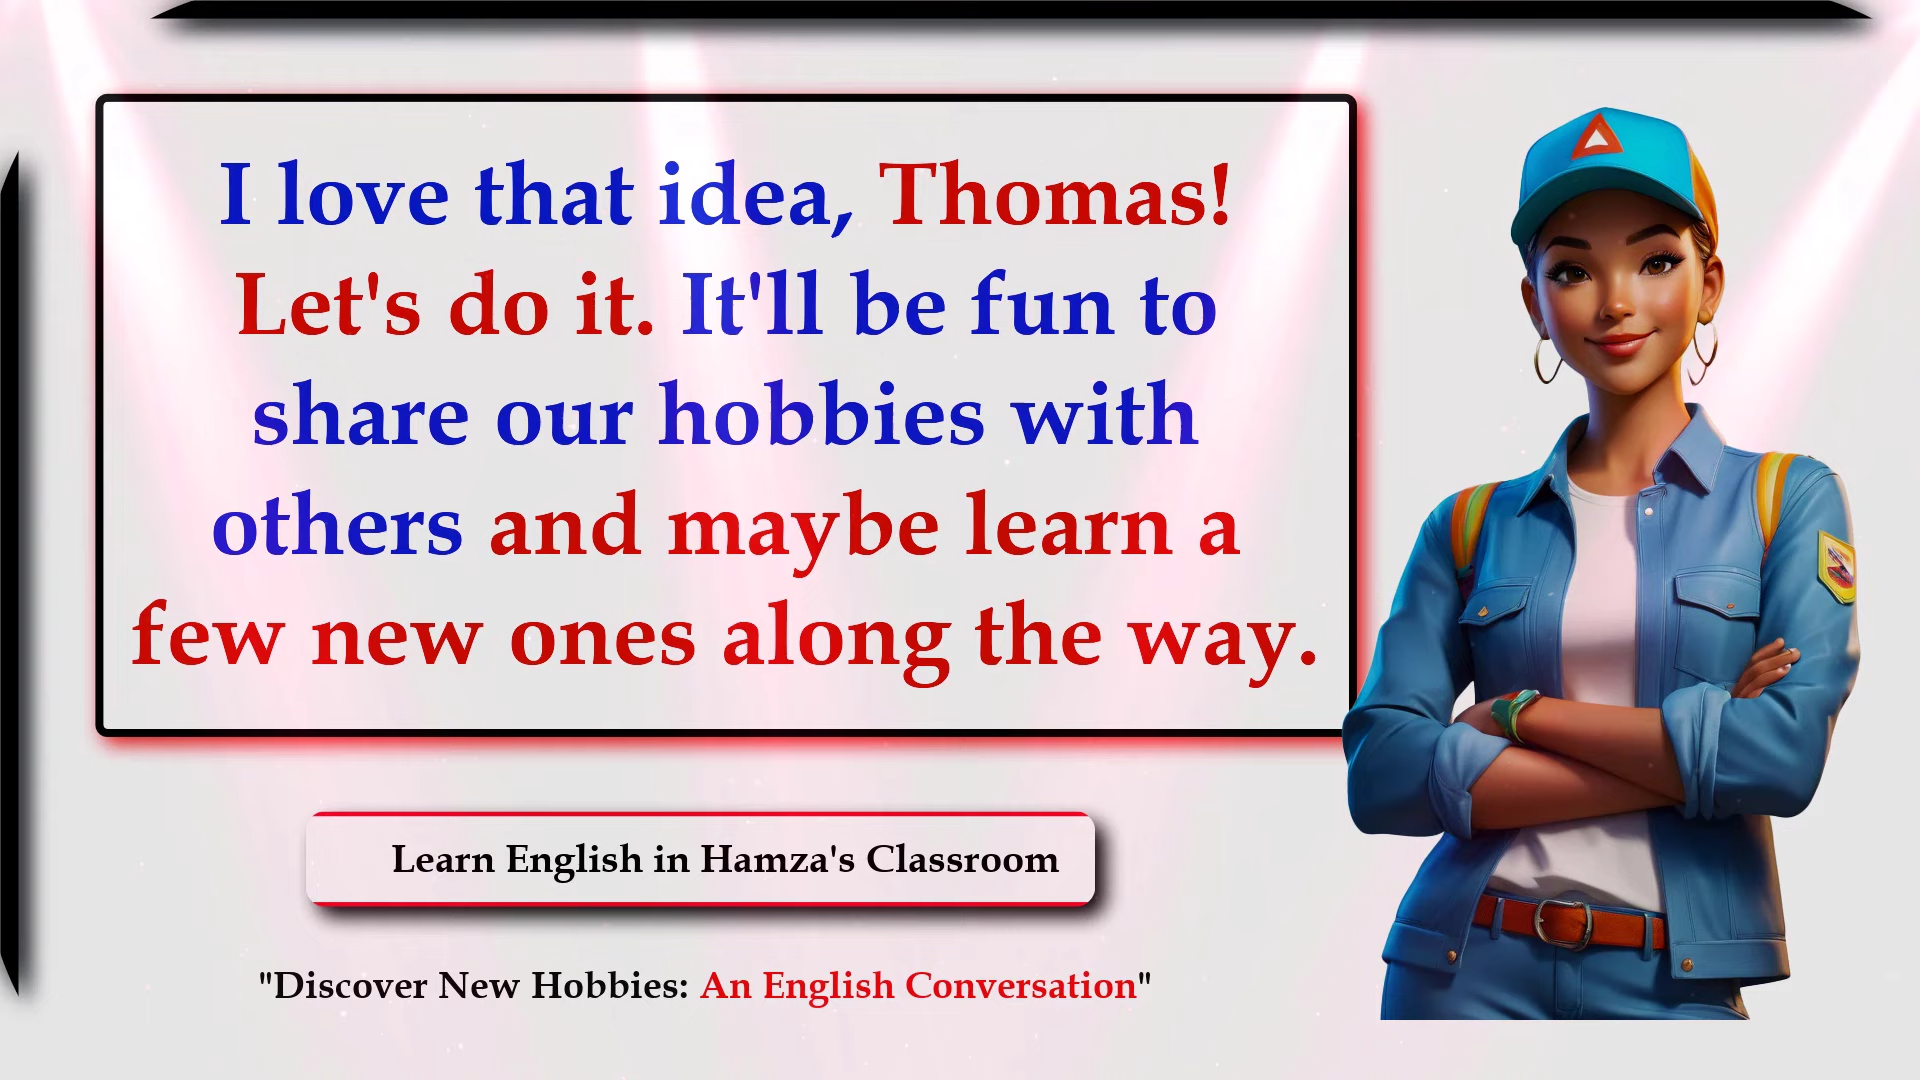 I love that idea, Thomas!
Let's do it. It'll be fun to
share our hobbies with
others and maybe learn a
few new ones along the way.
Learn English in Hamza's Classroom
"Discover New Hobbies: An English Conversation"